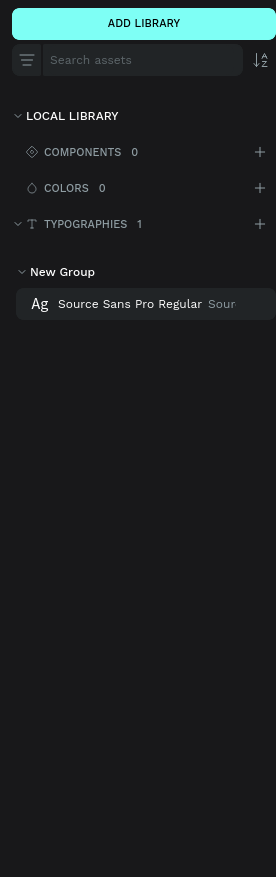 ADD LIBRARY
Search assets
A
Z
LOCAL LIBRARY
COMPONENTS 0
COLORS 0
TYPOGRAPHIES 1
New Group
Ag Source Sans Pro Regular Sour